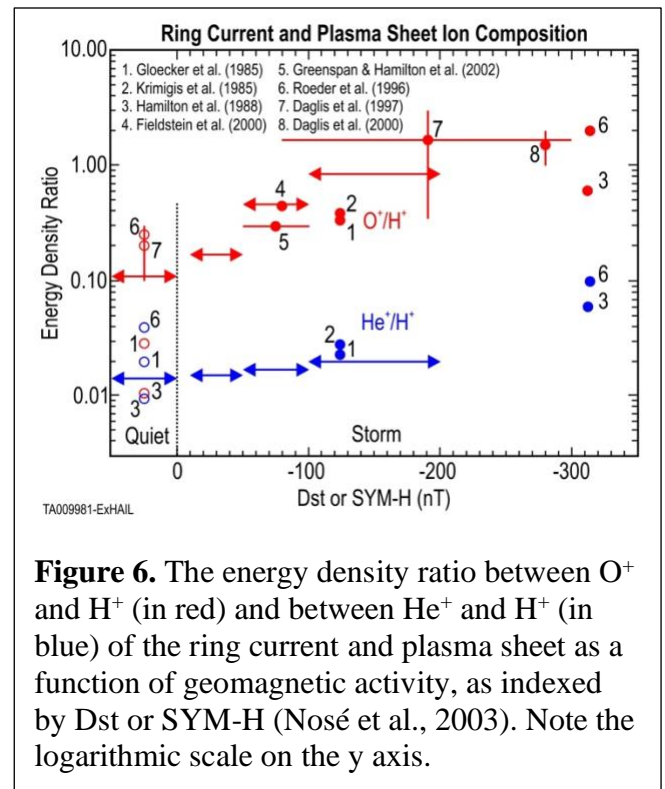 Ring Current and Plasma Sheet Ion Composition
10.00
1. Gloecker et al. (1985) 5. Greenspan & Hamilton et al. (2002)
2. Krimigis et al. (1985) 6. Roeder et al. (1996)
3. Hamilton et al. (1988) 7. Daglis et al. (1997)
4. Fieldstein et al. (2000) 8. Daglis et al. (2000)
7
6
8
1.00
3
4
2
O⁺/H⁺
1
5
6
7
Energy Density Ratio
0.10
6
3
He⁺/H⁺
6
2
1
1
1
0.01
3
3
Quiet
Storm
0
-100
-200
-300
Dst or SYM-H (nT)
TA009981-ExHAIL
Figure 6. The energy density ratio between O⁺
and H⁺ (in red) and between He⁺ and H⁺ (in
blue) of the ring current and plasma sheet as a
function of geomagnetic activity, as indexed
by Dst or SYM-H (Nosé et al., 2003). Note the
logarithmic scale on the y axis.